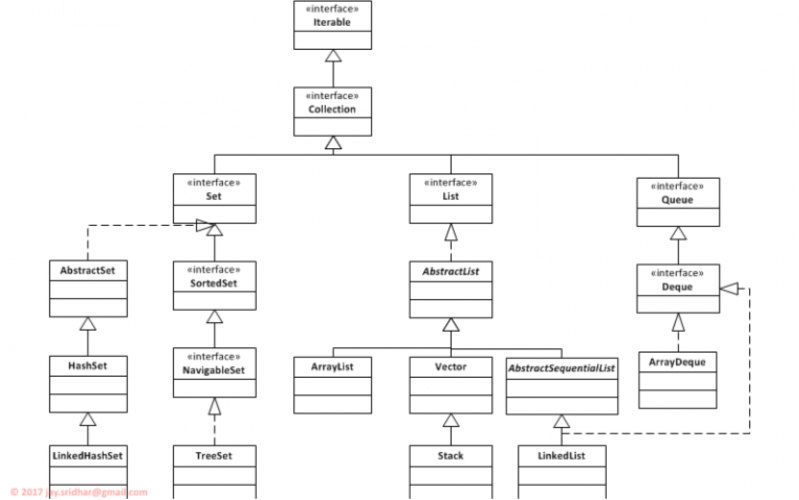 «interface»
Iterable
«interface»
Collection
«interface»
Set
«interface»
List
«interface»
Queue
AbstractSet
«interface»
SortedSet
AbstractList
«interface»
Deque
HashSet
«interface»
NavigableSet
ArrayList
Vector
AbstractSequentialList
ArrayDeque
LinkedHashSet
TreeSet
Stack
LinkedList
© 2017 jay.sridhar@gmail.com